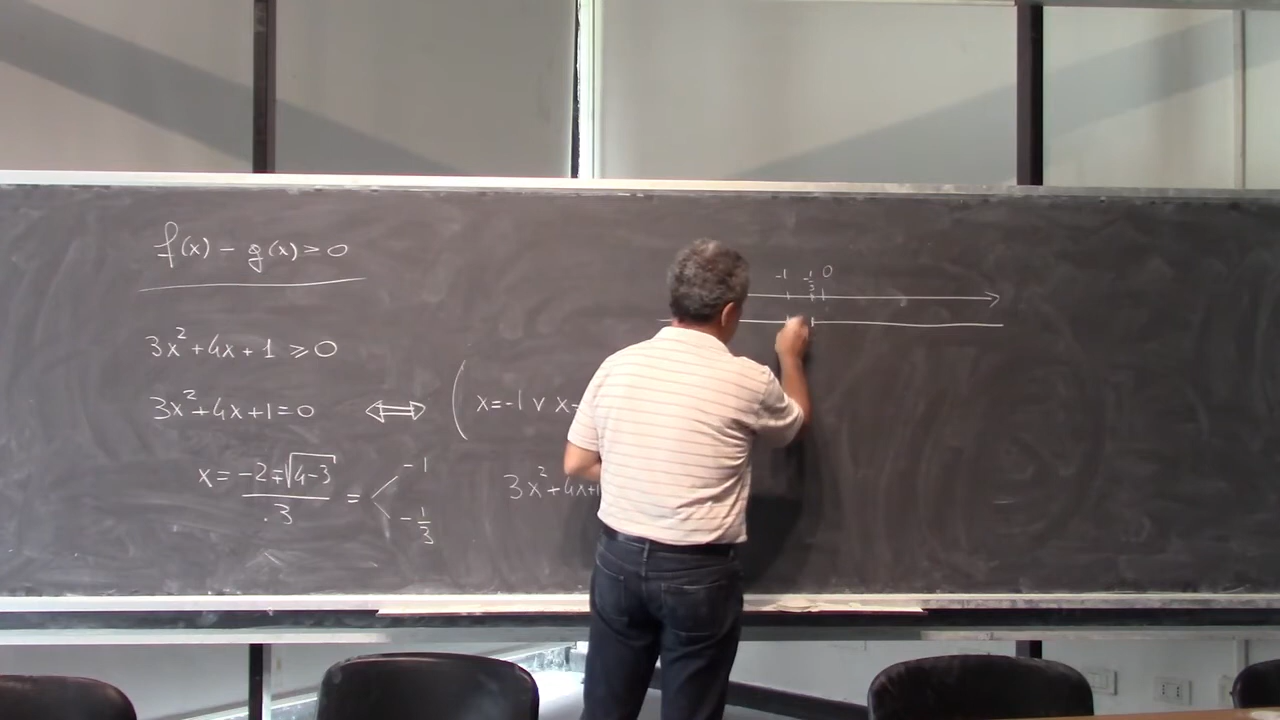 f(x) - g(x) ≥ 0
3x² + 4x + 1 ≥ 0
3x² + 4x + 1 = 0 ⟺ ( x = -1 ∨ x =
x = (-2 ∓ √(4-3)) / 3 = < -1
-1/3
3x² + 4x + 1
-1 -1/3 0